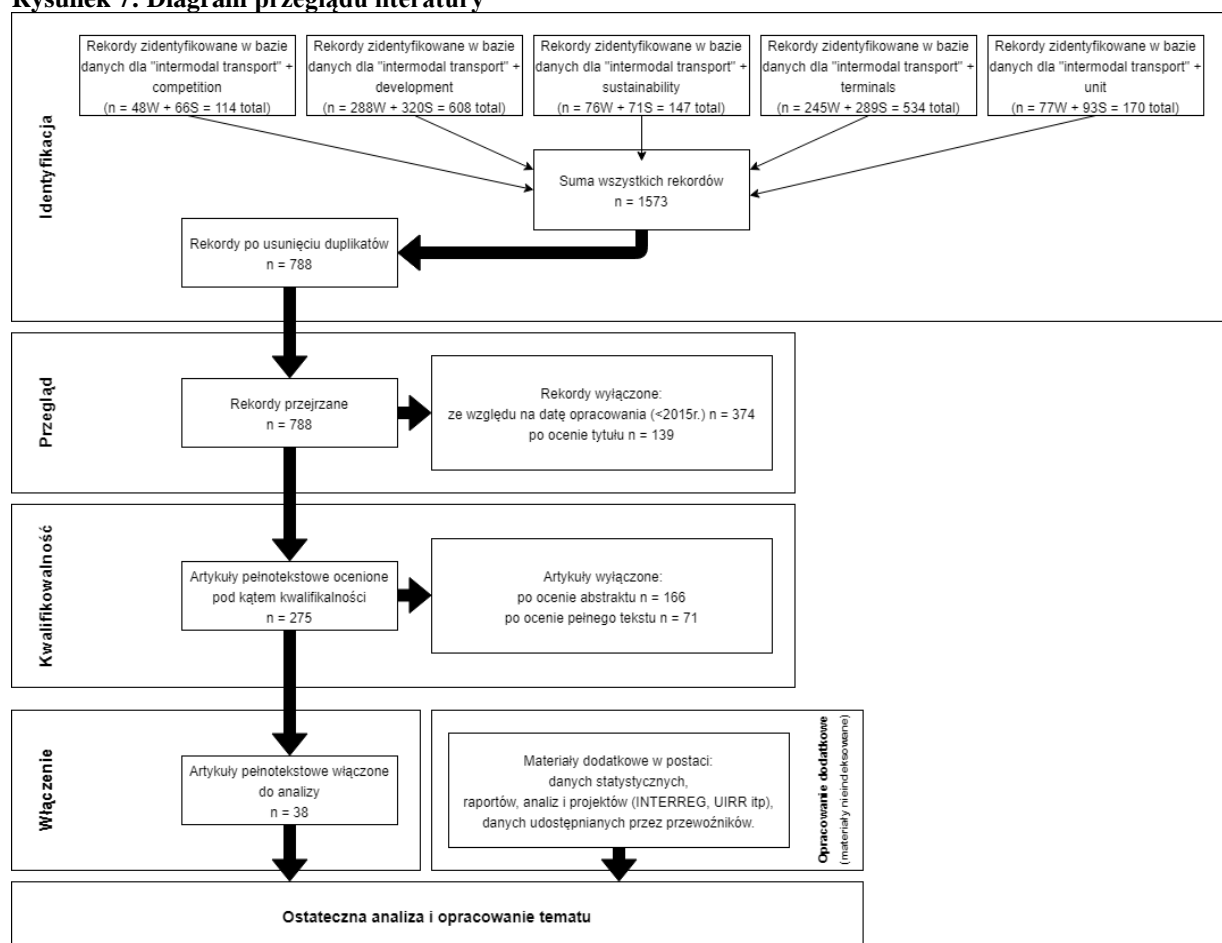 Rysunek 7: Diagram przeglądu literatury
Rekordy zidentyfikowane w bazie
danych dla "intermodal transport" +
competition
(n = 48W + 66S = 114 total)
Rekordy zidentyfikowane w bazie
danych dla "intermodal transport" +
development
(n = 288W + 320S = 608 total)
Rekordy zidentyfikowane w bazie
danych dla "intermodal transport" +
sustainability
(n = 76W + 71S = 147 total)
Rekordy zidentyfikowane w bazie
danych dla "intermodal transport" +
terminals
(n = 245W + 289S = 534 total)
Rekordy zidentyfikowane w bazie
danych dla "intermodal transport" +
unit
(n = 77W + 93S = 170 total)
Identyfikacja
Suma wszystkich rekordów
n = 1573
Rekordy po usunięciu duplikatów
n = 788
Przegląd
Rekordy przejrzane
n = 788
Rekordy wyłączone:
ze względu na datę opracowania (<2015r.) n = 374
po ocenie tytułu n = 139
Kwalifikowalność
Artykuły pełnotekstowe ocenione
pod kątem kwalifikalności
n = 275
Artykuły wyłączone:
po ocenie abstraktu n = 166
po ocenie pełnego tekstu n = 71
Włączenie
Artykuły pełnotekstowe włączone
do analizy
n = 38
Materiały dodatkowe w postaci:
danych statystycznych,
raportów, analiz i projektów (INTERREG, UIRR itp),
danych udostępnianych przez przewoźników.
Opracowanie dodatkowe
(materiały nieindeksowane)
Ostateczna analiza i opracowanie tematu